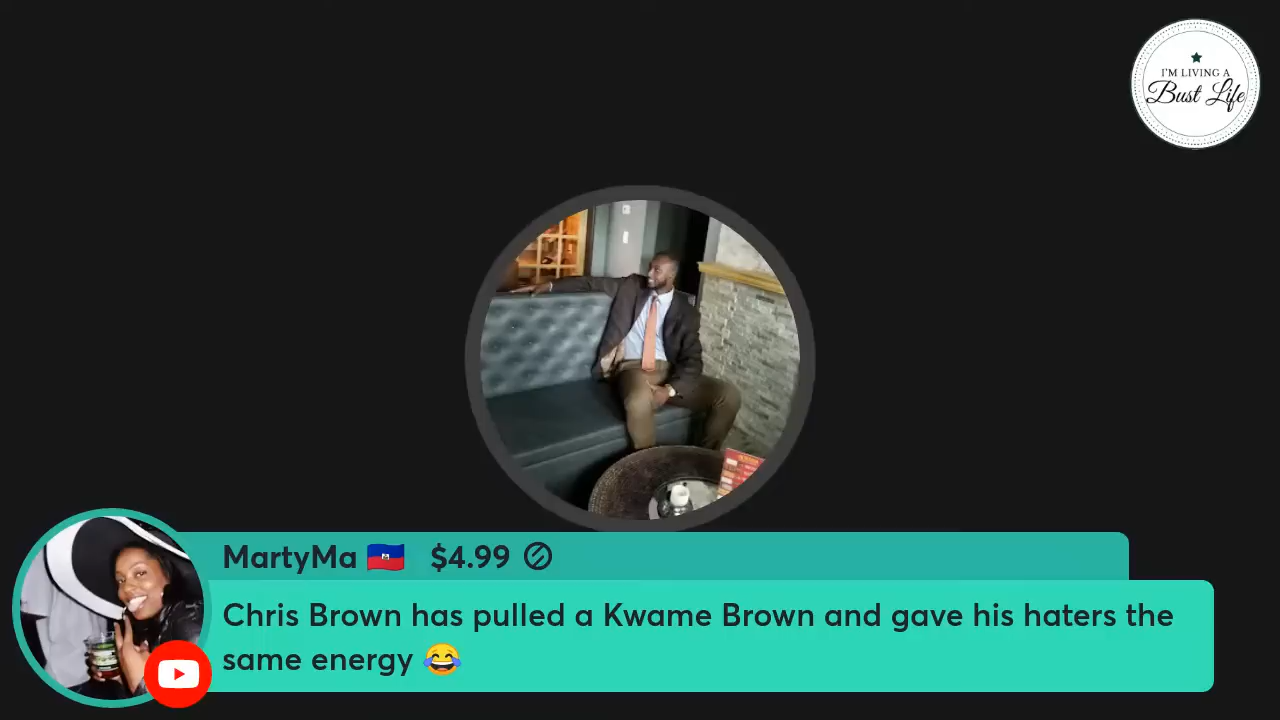 I'M LIVING A
Bust Life
MartyMa 🇭🇹 $4.99
Chris Brown has pulled a Kwame Brown and gave his haters the
same energy 😂